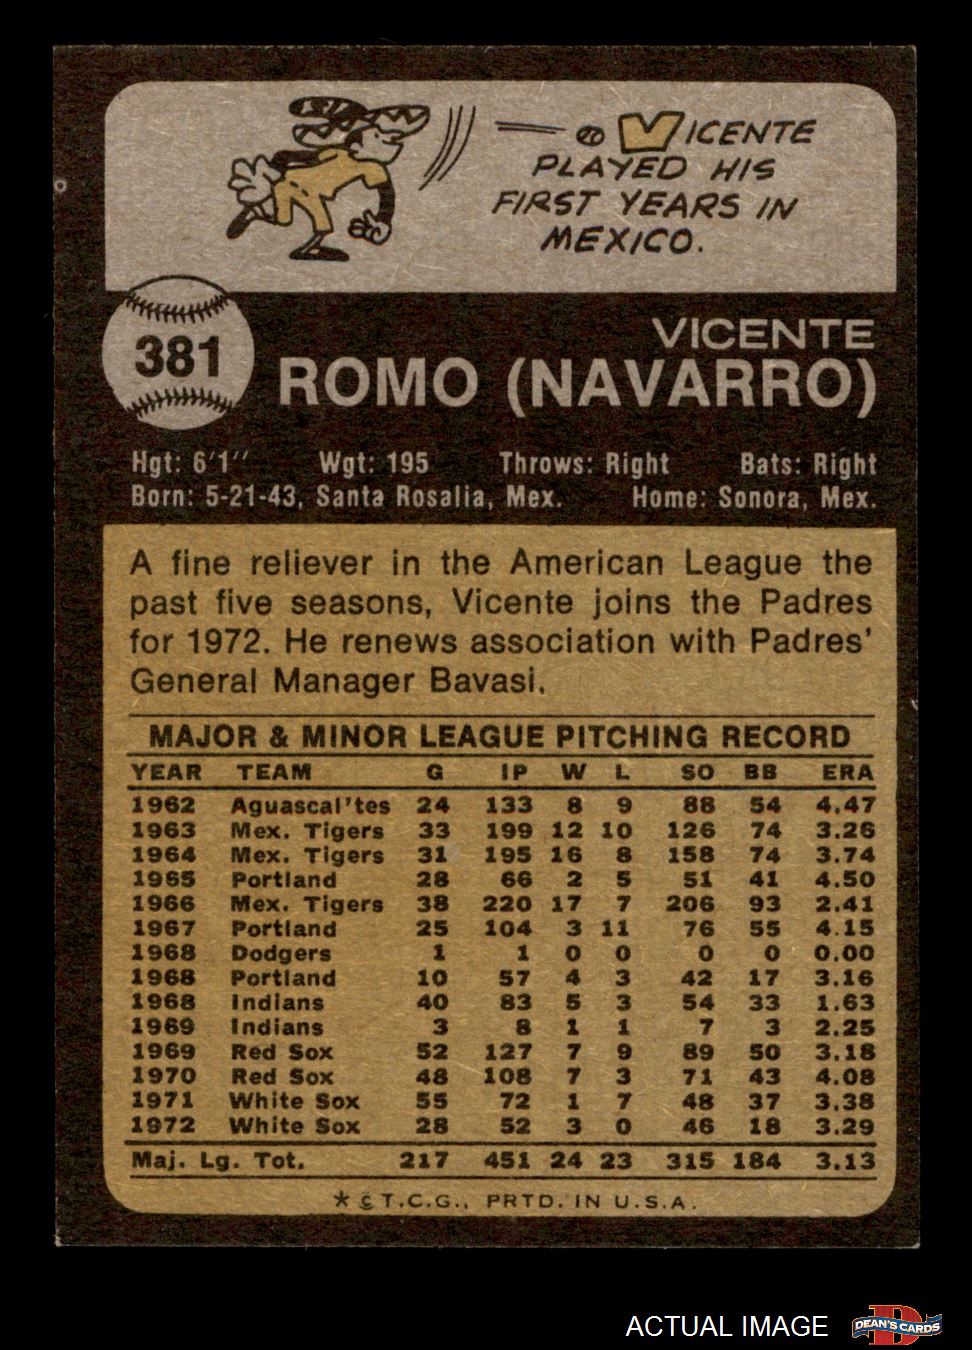 VICENTE
PLAYED HIS
FIRST YEARS IN
MEXICO.
381
VICENTE
ROMO (NAVARRO)
Hgt: 6'1" Wgt: 195 Throws: Right Bats: Right
Born: 5-21-43, Santa Rosalia, Mex. Home: Sonora, Mex.
A fine reliever in the American League the
past five seasons, Vicente joins the Padres
for 1972. He renews association with Padres'
General Manager Bavasi.
MAJOR & MINOR LEAGUE PITCHING RECORD
YEAR TEAM G IP W L SO BB ERA
1962 Aguascal'tes 24 133 8 9 88 54 4.47
1963 Mex. Tigers 33 199 12 10 126 74 3.26
1964 Mex. Tigers 31 195 16 8 158 74 3.74
1965 Portland 28 66 2 5 51 41 4.50
1966 Mex. Tigers 38 220 17 7 206 93 2.41
1967 Portland 25 104 3 11 76 55 4.15
1968 Dodgers 1 1 0 0 0 0 0.00
1968 Portland 10 57 4 3 42 17 3.16
1968 Indians 40 83 5 3 54 33 1.63
1969 Indians 3 8 1 1 7 3 2.25
1969 Red Sox 52 127 7 9 89 50 3.18
1970 Red Sox 48 108 7 3 71 43 4.08
1971 White Sox 55 72 1 7 48 37 3.38
1972 White Sox 28 52 3 0 46 18 3.29
Maj. Lg. Tot. 217 451 24 23 315 184 3.13
* © T.C.G., PRTD. IN U.S.A.
ACTUAL IMAGE
D
DEAN'S CARDS